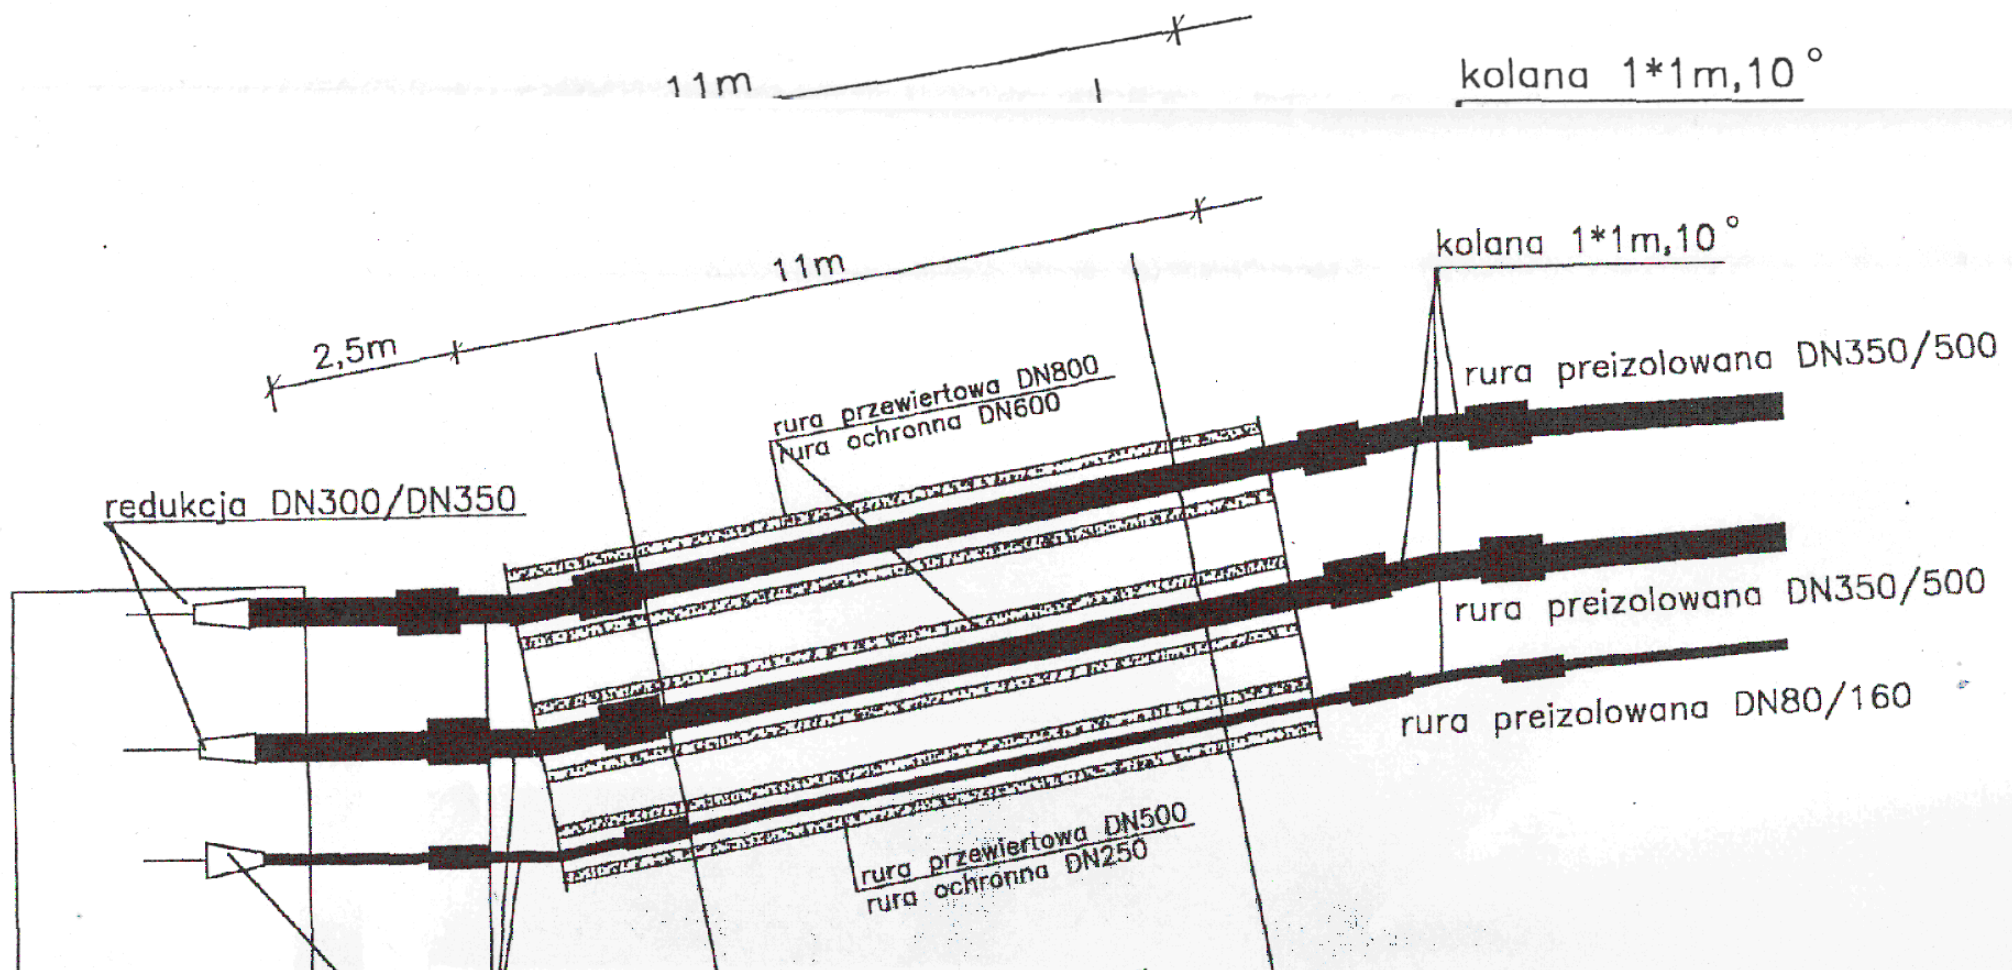 11m
kolana 1*1m,10°
kolana 1*1m,10°
11m
2,5m
rura preizolowana DN350/500
rura przewiertowa DN800
rura ochronna DN600
redukcja DN300/DN350
rura preizolowana DN350/500
rura preizolowana DN80/160
rura przewiertowa DN500
rura ochronna DN250